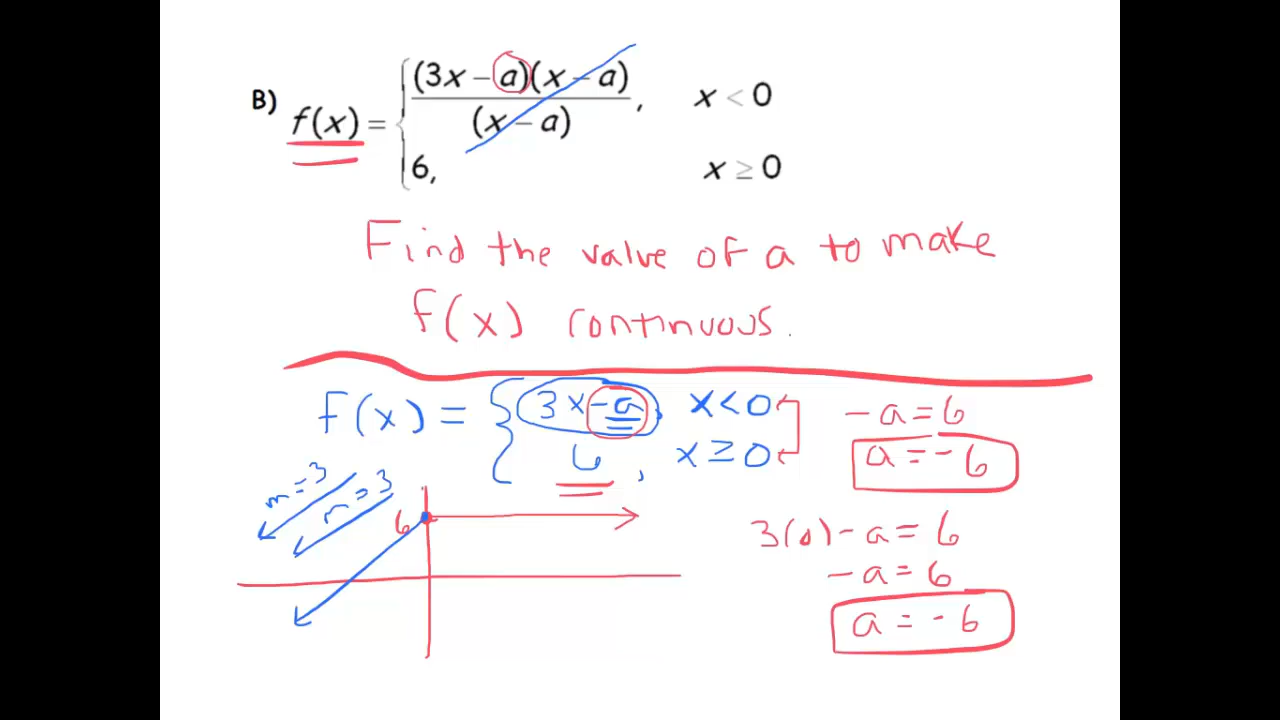 B) f(x) = { (3x − a)(x − a) / (x − a), x < 0
6, x ≥ 0
Find the value of a to make
f(x) continuous.
f(x) = { 3x − a, x < 0
6, x ≥ 0
−a = 6
a = −6
m=3
m=3
6
3(0) − a = 6
−a = 6
a = −6